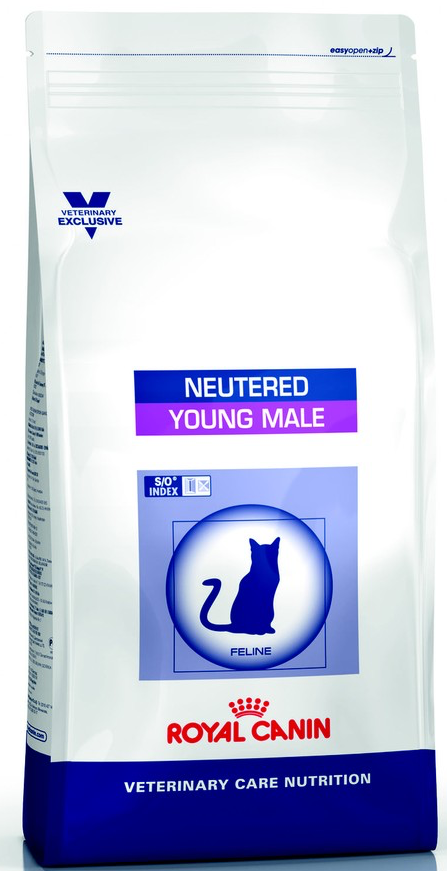 easyopen+zip
VETERINARY
EXCLUSIVE
NEUTERED
YOUNG MALE
S/O®
INDEX
FELINE
ROYAL CANIN
VETERINARY CARE NUTRITION